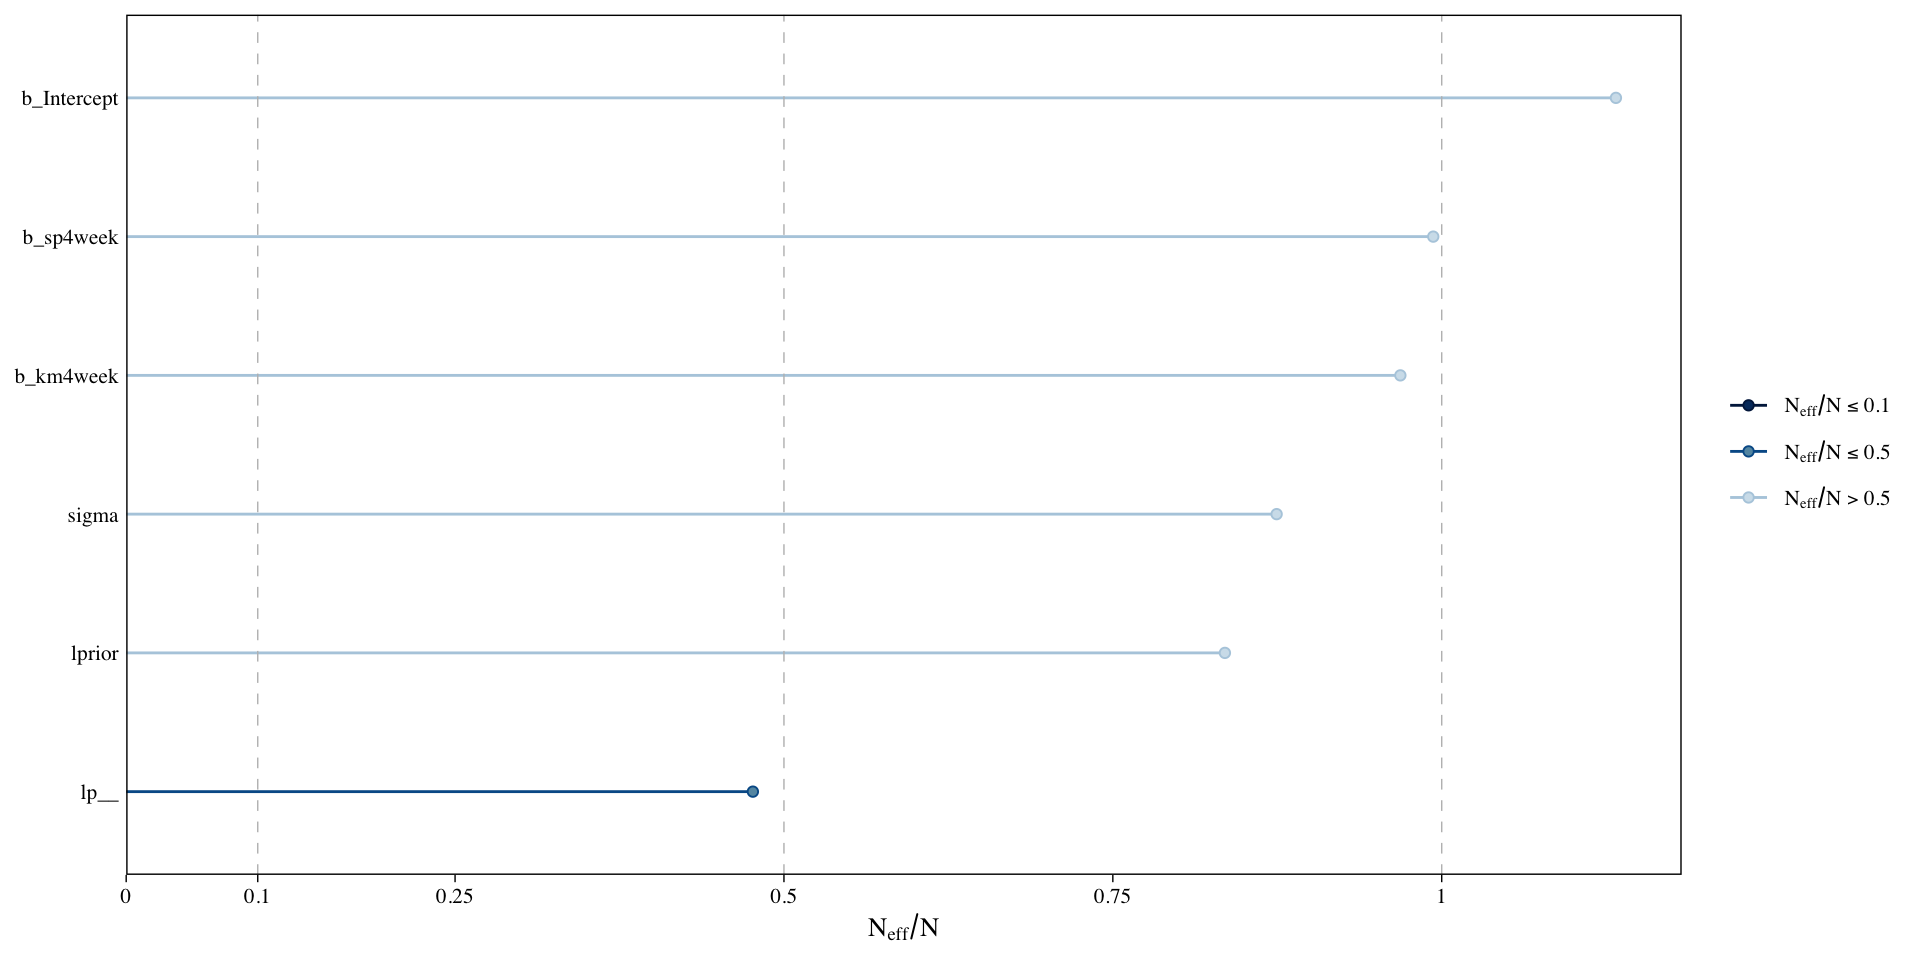 b_Intercept
b_sp4week
b_km4week
sigma
lprior
lp__
0 0.1 0.25 0.5 0.75 1
Neff/N
Neff/N ≤ 0.1
Neff/N ≤ 0.5
Neff/N > 0.5